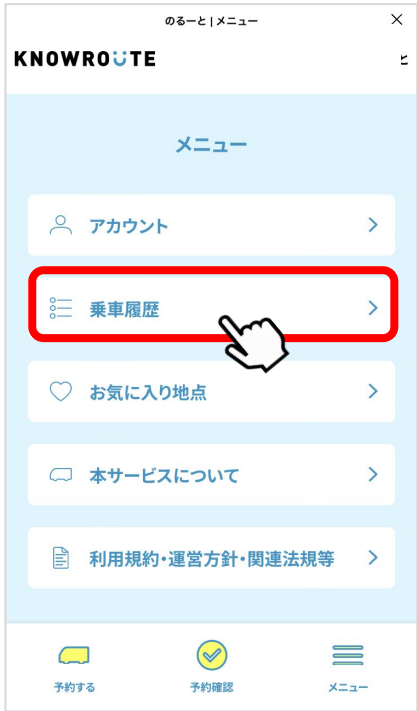 のるーと | メニュー
KNOWROUTE
と
メニュー
アカウント
乗車履歴
お気に入り地点
本サービスについて
利用規約・運営方針・関連法規等
予約する
予約確認
メニュー